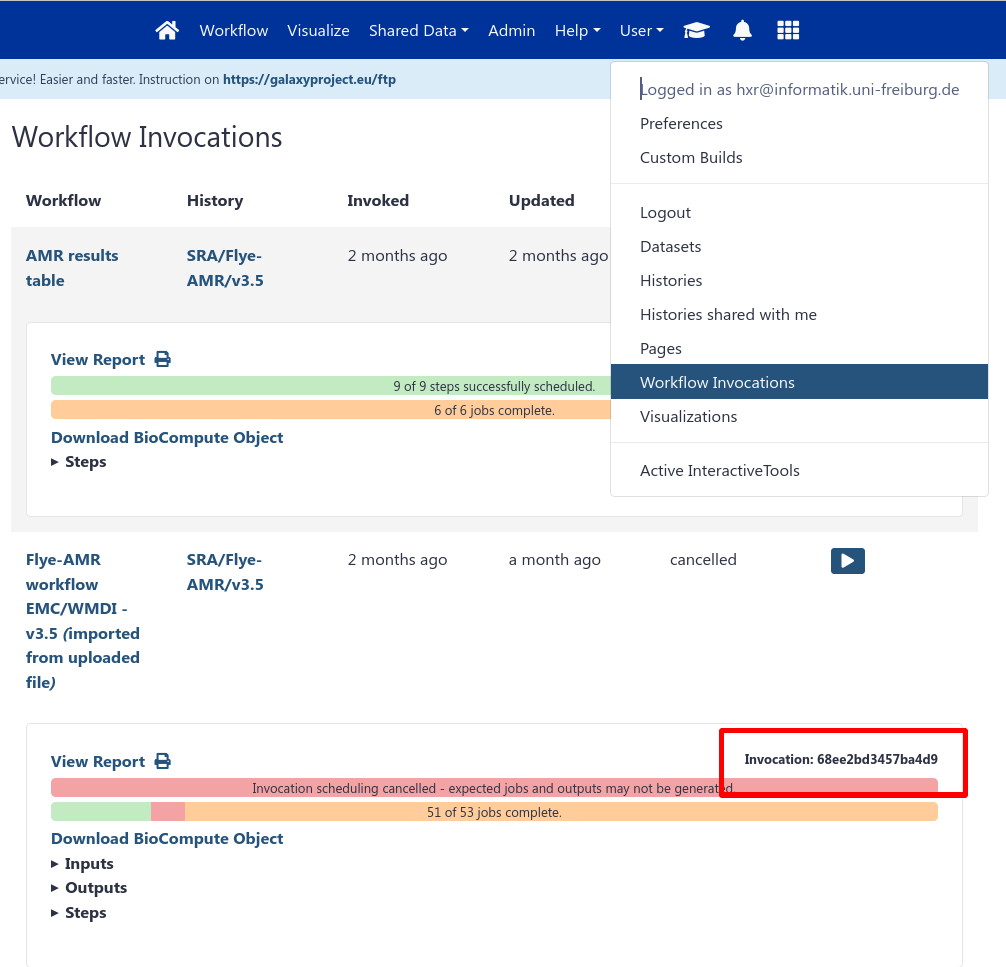 Workflow Visualize Shared Data Admin Help User
ervice! Easier and faster. Instruction on https://galaxyproject.eu/ftp
Logged in as hxr@informatik.uni-freiburg.de
Preferences
Custom Builds
Logout
Datasets
Histories
Histories shared with me
Pages
Workflow Invocations
Visualizations
Active InteractiveTools
Workflow Invocations
Workflow History Invoked Updated
AMR results SRA/Flye- 2 months ago 2 months ago
table AMR/v3.5
View Report
9 of 9 steps successfully scheduled.
6 of 6 jobs complete.
Download BioCompute Object
Steps
Flye-AMR SRA/Flye- 2 months ago a month ago cancelled
workflow AMR/v3.5
EMC/WMDI -
v3.5 (imported
from uploaded
file)
View Report Invocation: 68ee2bd3457ba4d9
Invocation scheduling cancelled - expected jobs and outputs may not be generated.
51 of 53 jobs complete.
Download BioCompute Object
Inputs
Outputs
Steps